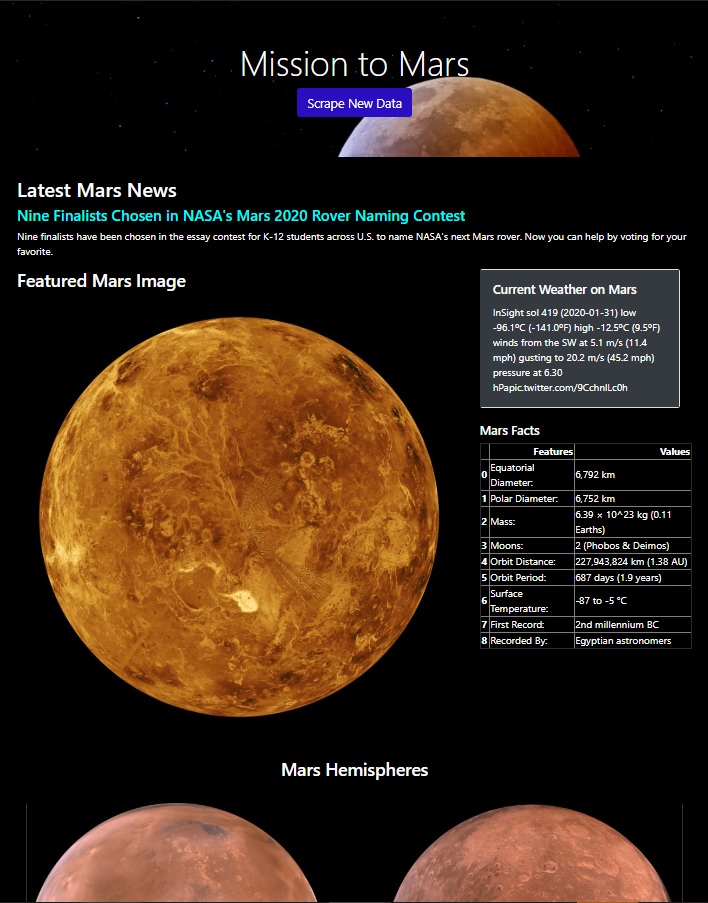 Mission to Mars
Scrape New Data
Latest Mars News
Nine Finalists Chosen in NASA's Mars 2020 Rover Naming Contest
Nine finalists have been chosen in the essay contest for K-12 students across U.S. to name NASA's next Mars rover. Now you can help by voting for your
favorite.
Featured Mars Image
Current Weather on Mars
InSight sol 419 (2020-01-31) low
-96.1ºC (-141.0ºF) high -12.5ºC (9.5ºF)
winds from the SW at 5.1 m/s (11.4
mph) gusting to 20.2 m/s (45.2 mph)
pressure at 6.30
hPapic.twitter.com/9CchnILc0h
Mars Facts
Features Values
0 Equatorial Diameter: 6,792 km
1 Polar Diameter: 6,752 km
2 Mass: 6.39 × 10^23 kg (0.11 Earths)
3 Moons: 2 (Phobos & Deimos)
4 Orbit Distance: 227,943,824 km (1.38 AU)
5 Orbit Period: 687 days (1.9 years)
6 Surface Temperature: -87 to -5 °C
7 First Record: 2nd millennium BC
8 Recorded By: Egyptian astronomers
Mars Hemispheres